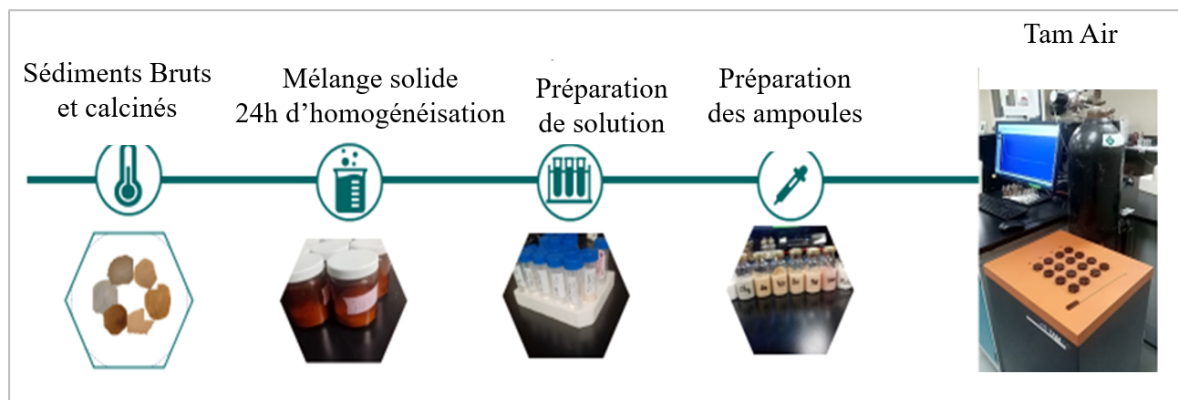 Tam Air
Sédiments Bruts
et calcinés
Mélange solide
24h d’homogénéisation
Préparation
de solution
Préparation
des ampoules